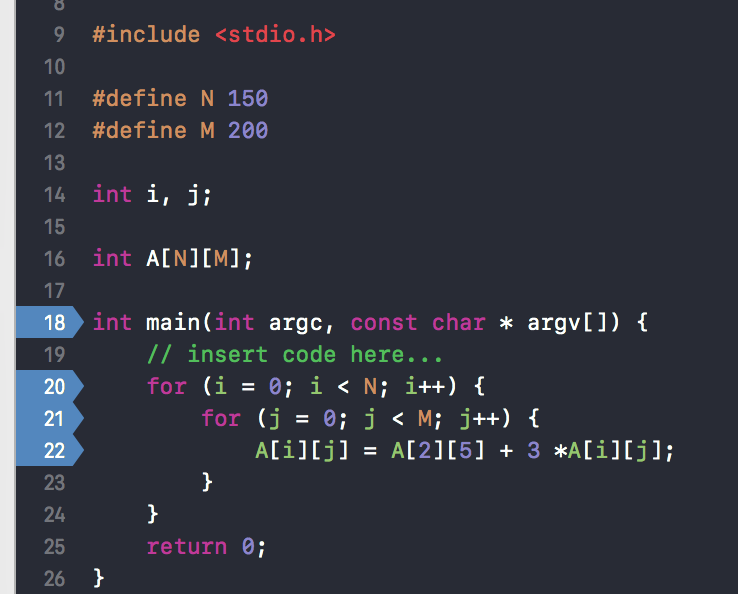 8
9 #include <stdio.h>
10
11 #define N 150
12 #define M 200
13
14 int i, j;
15
16 int A[N][M];
17
18 int main(int argc, const char * argv[]) {
19     // insert code here...
20     for (i = 0; i < N; i++) {
21         for (j = 0; j < M; j++) {
22             A[i][j] = A[2][5] + 3 *A[i][j];
23         }
24     }
25     return 0;
26 }